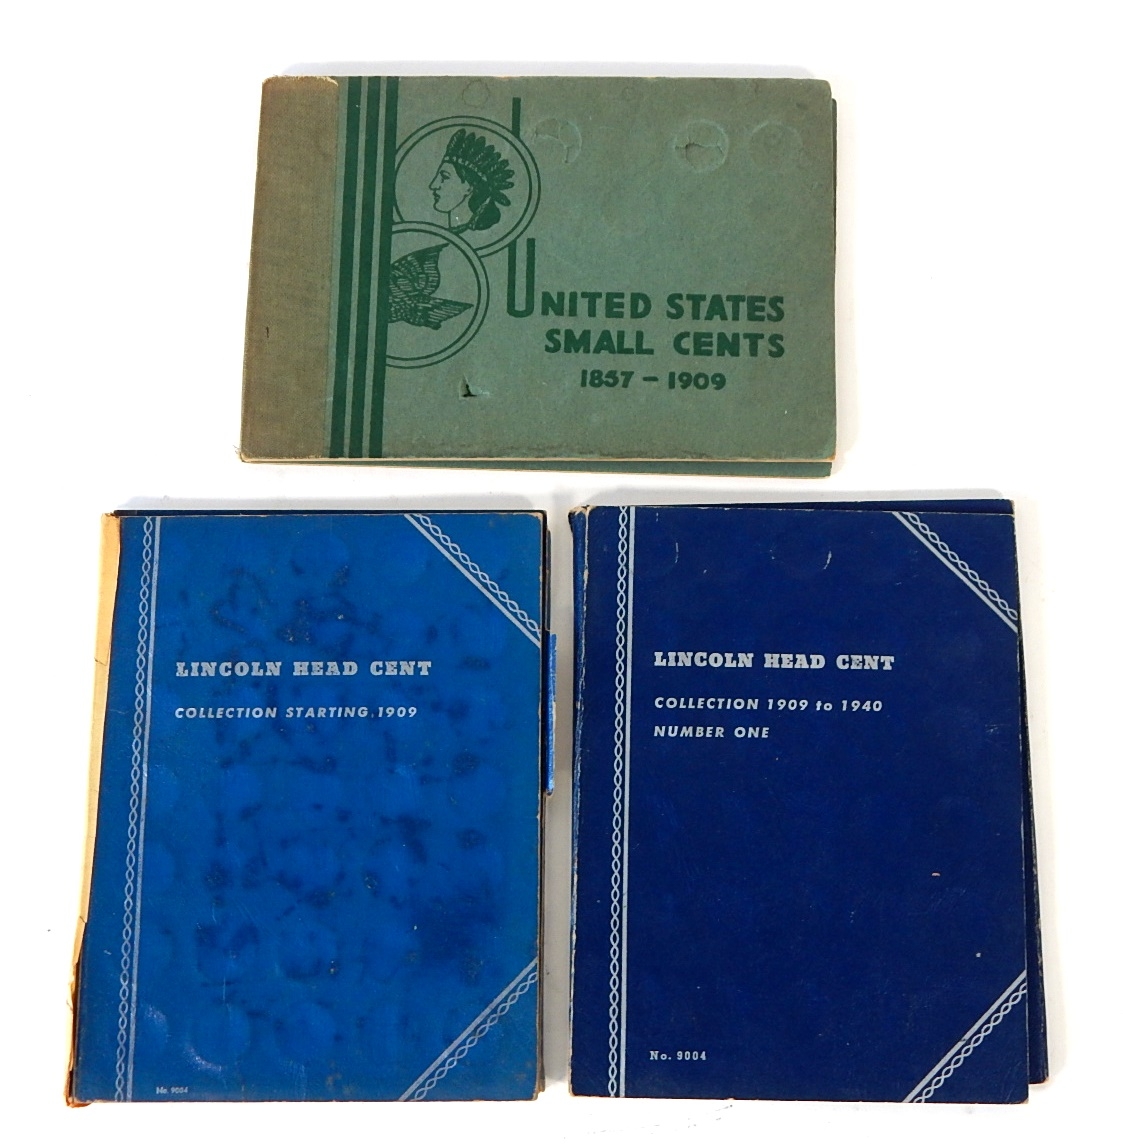 UNITED STATES
SMALL CENTS
1857 - 1909
LINCOLN HEAD CENT
COLLECTION STARTING 1909
No. 9004
LINCOLN HEAD CENT
COLLECTION 1909 to 1940
NUMBER ONE
No. 9004